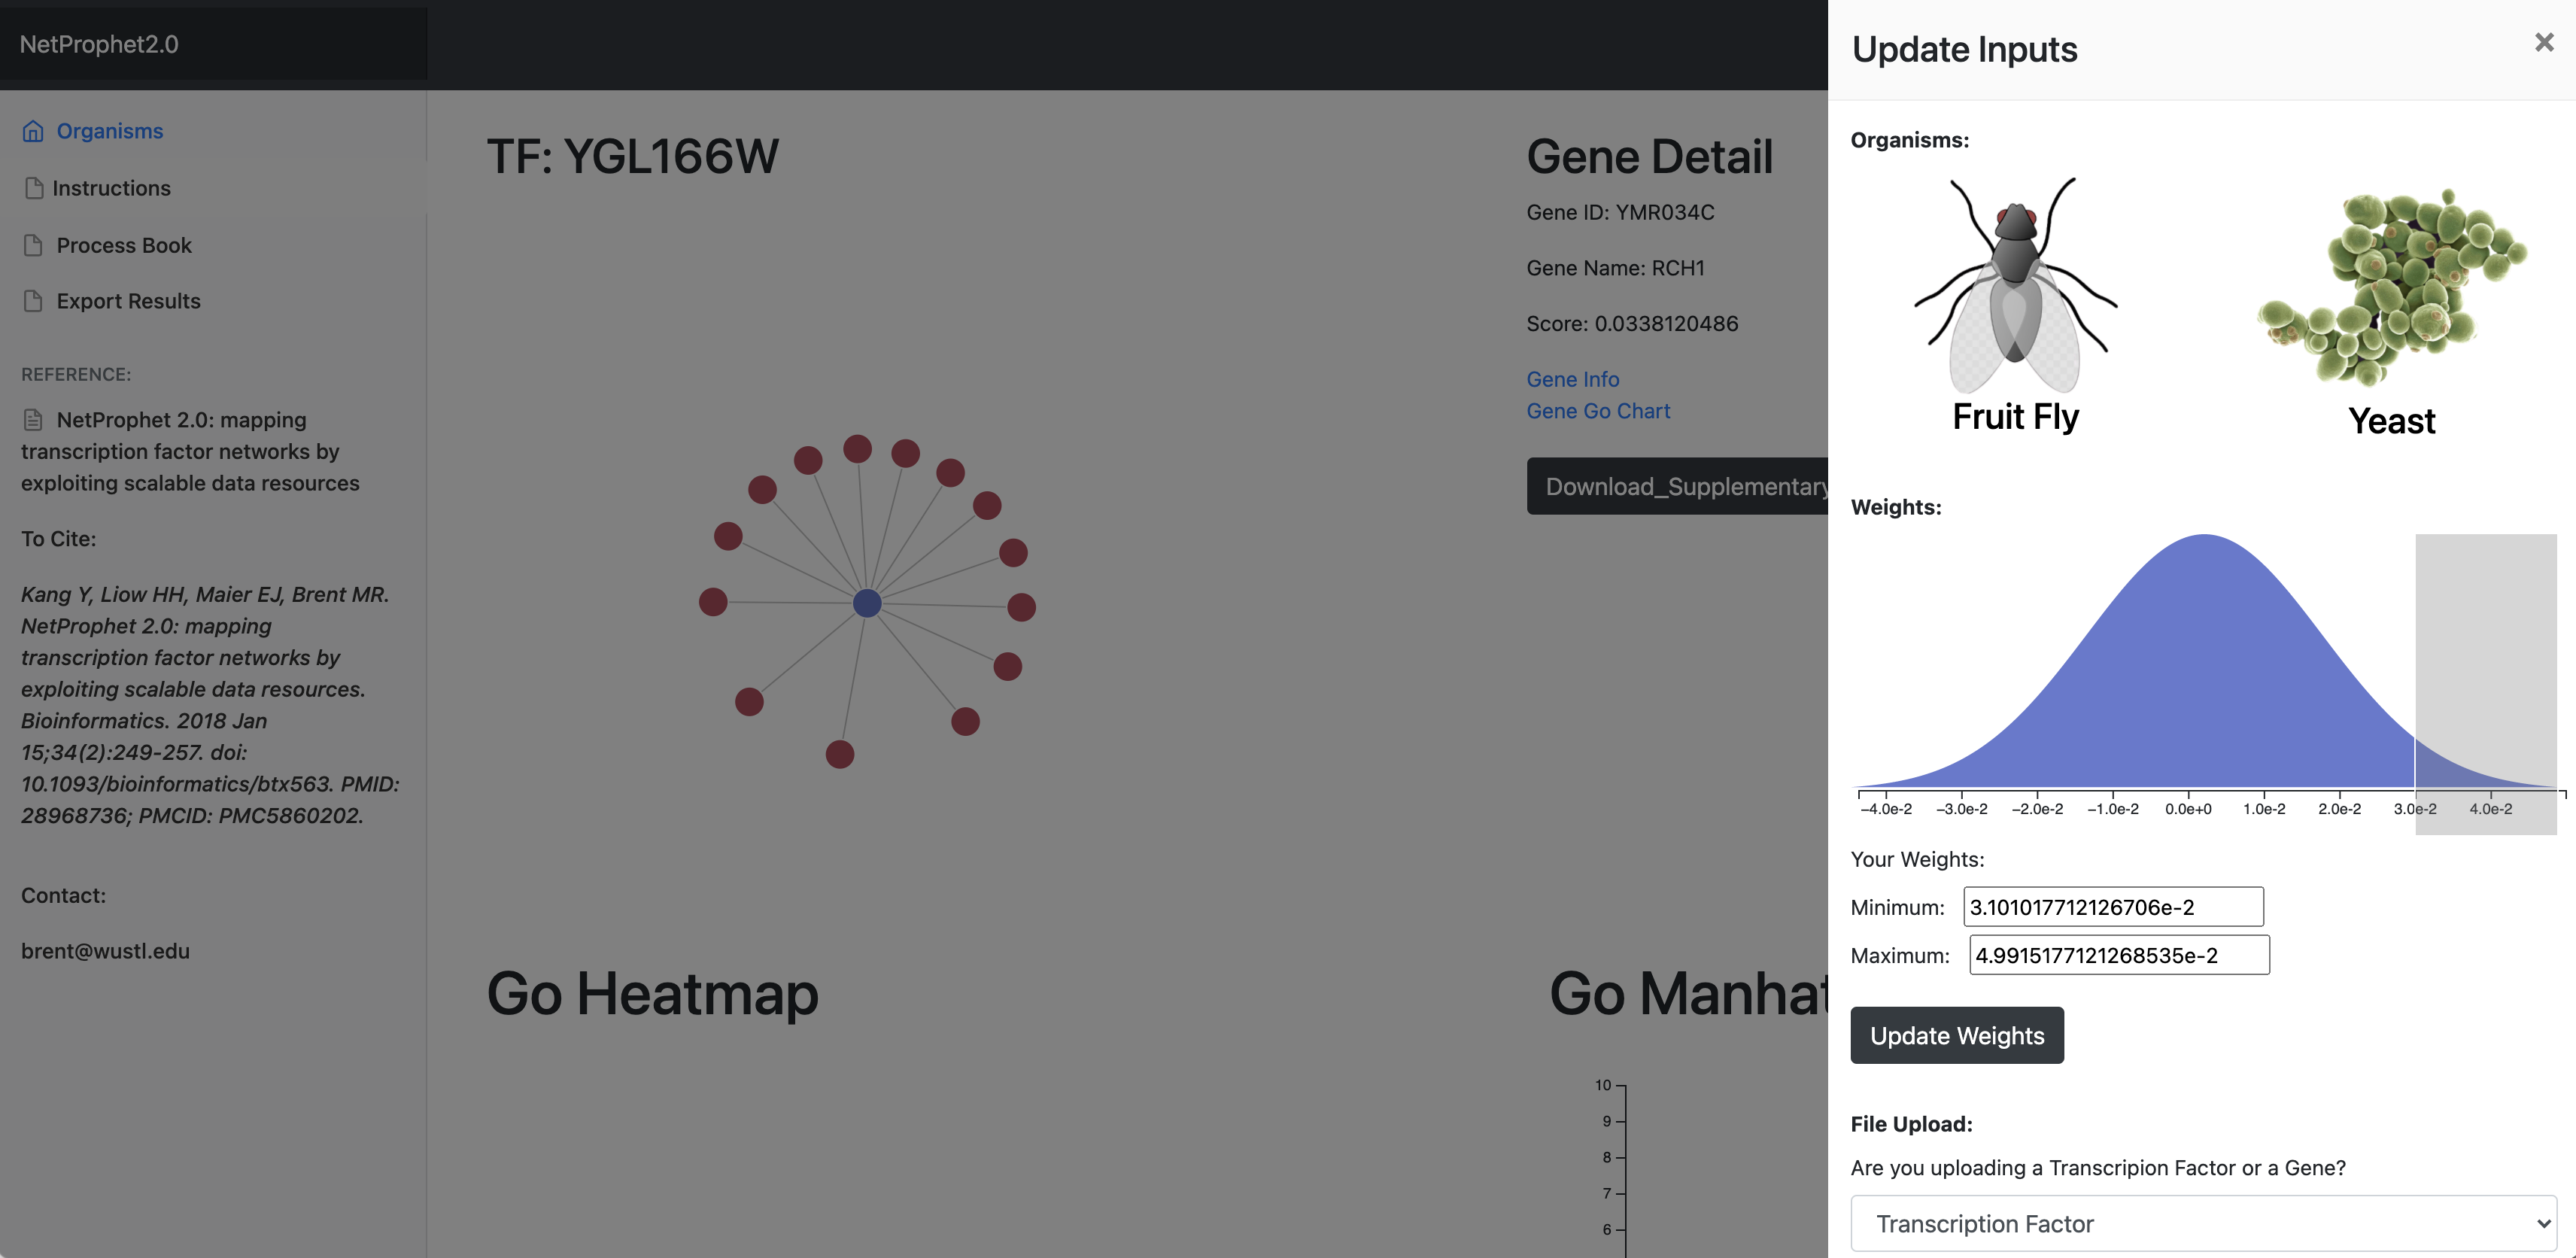 NetProphet2.0
Organisms
Instructions
Process Book
Export Results
REFERENCE:
NetProphet 2.0: mapping
transcription factor networks by
exploiting scalable data resources
To Cite:
Kang Y, Liow HH, Maier EJ, Brent MR.
NetProphet 2.0: mapping
transcription factor networks by
exploiting scalable data resources.
Bioinformatics. 2018 Jan
15;34(2):249-257. doi:
10.1093/bioinformatics/btx563. PMID:
28968736; PMCID: PMC5860202.
Contact:
brent@wustl.edu
TF: YGL166W
Gene Detail
Gene ID: YMR034C
Gene Name: RCH1
Score: 0.0338120486
Gene Info
Gene Go Chart
Download_Supplementary
Go Heatmap
Go Manhat
10
9
8
7
6
Update Inputs
×
Organisms:
Fruit Fly
Yeast
Weights:
−4.0e-2 −3.0e-2 −2.0e-2 −1.0e-2 0.0e+0 1.0e-2 2.0e-2 3.0e-2 4.0e-2
Your Weights:
Minimum: 3.101017712126706e-2
Maximum: 4.9915177121268535e-2
Update Weights
File Upload:
Are you uploading a Transcripion Factor or a Gene?
Transcription Factor